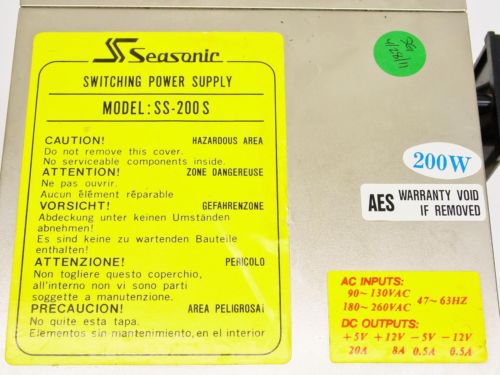 Seasonic
SWITCHING POWER SUPPLY
MODEL: SS-200S
CAUTION! HAZARDOUS AREA
Do not remove this cover.
No serviceable components inside.
ATTENTION! ZONE DANGEREUSE
Ne pas ouvrir.
Aucun élément réparable
VORSICHT! GEFAHRENZONE
Abdeckung unter keinen Umständen
abnehmen!
Es sind keine zu wartenden Bauteile
enthalten!
ATTENZIONE! PERICOLO
Non togliere questo coperchio,
all'interno non vi sono parti
soggette a manutenzione.
PRECAUCION! AREA PELIGROSA!
No quite esta tapa.
Elementos sin mantenimiento, en el interior
200W
AES WARRANTY VOID
IF REMOVED
AC INPUTS:
90~130VAC
47~63HZ
180~260VAC
DC OUTPUTS:
+5V +12V -5V -12V
20A 8A 0.5A 0.5A